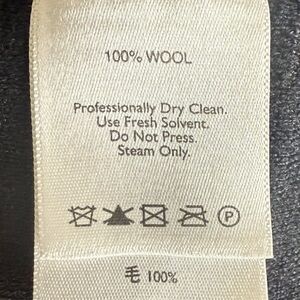 100% WOOL
Professionally Dry Clean.
Use Fresh Solvent.
Do Not Press.
Steam Only.
P
毛 100%